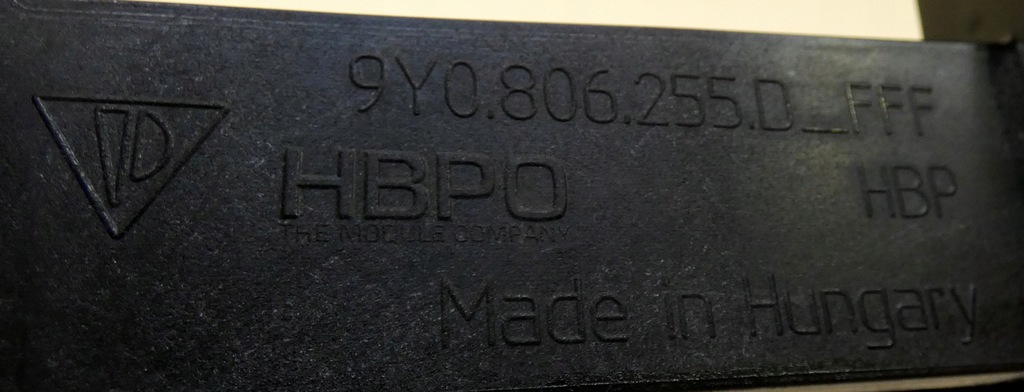 9Y0.806.255.D_FFF
HBPO HBP
THE MODULE COMPANY
Made in Hungary